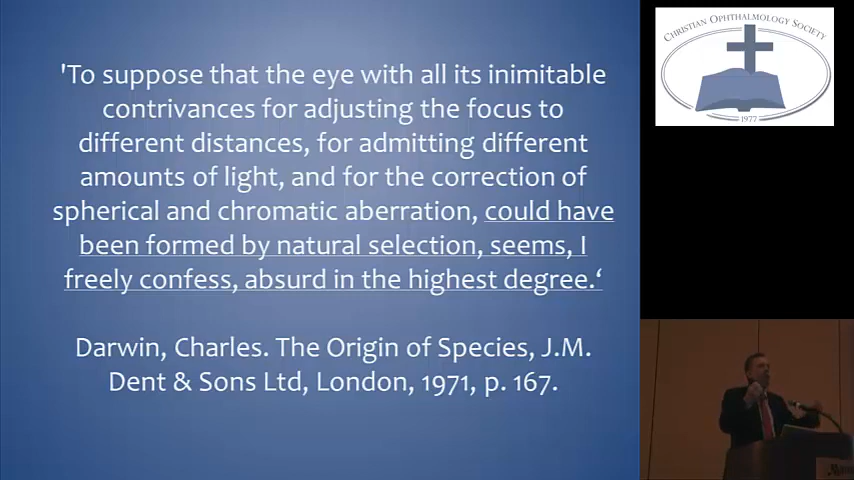 'To suppose that the eye with all its inimitable
contrivances for adjusting the focus to
different distances, for admitting different
amounts of light, and for the correction of
spherical and chromatic aberration, could have
been formed by natural selection, seems, I
freely confess, absurd in the highest degree.‘
Darwin, Charles. The Origin of Species, J.M.
Dent & Sons Ltd, London, 1971, p. 167.
CHRISTIAN OPHTHALMOLOGY SOCIETY
1977